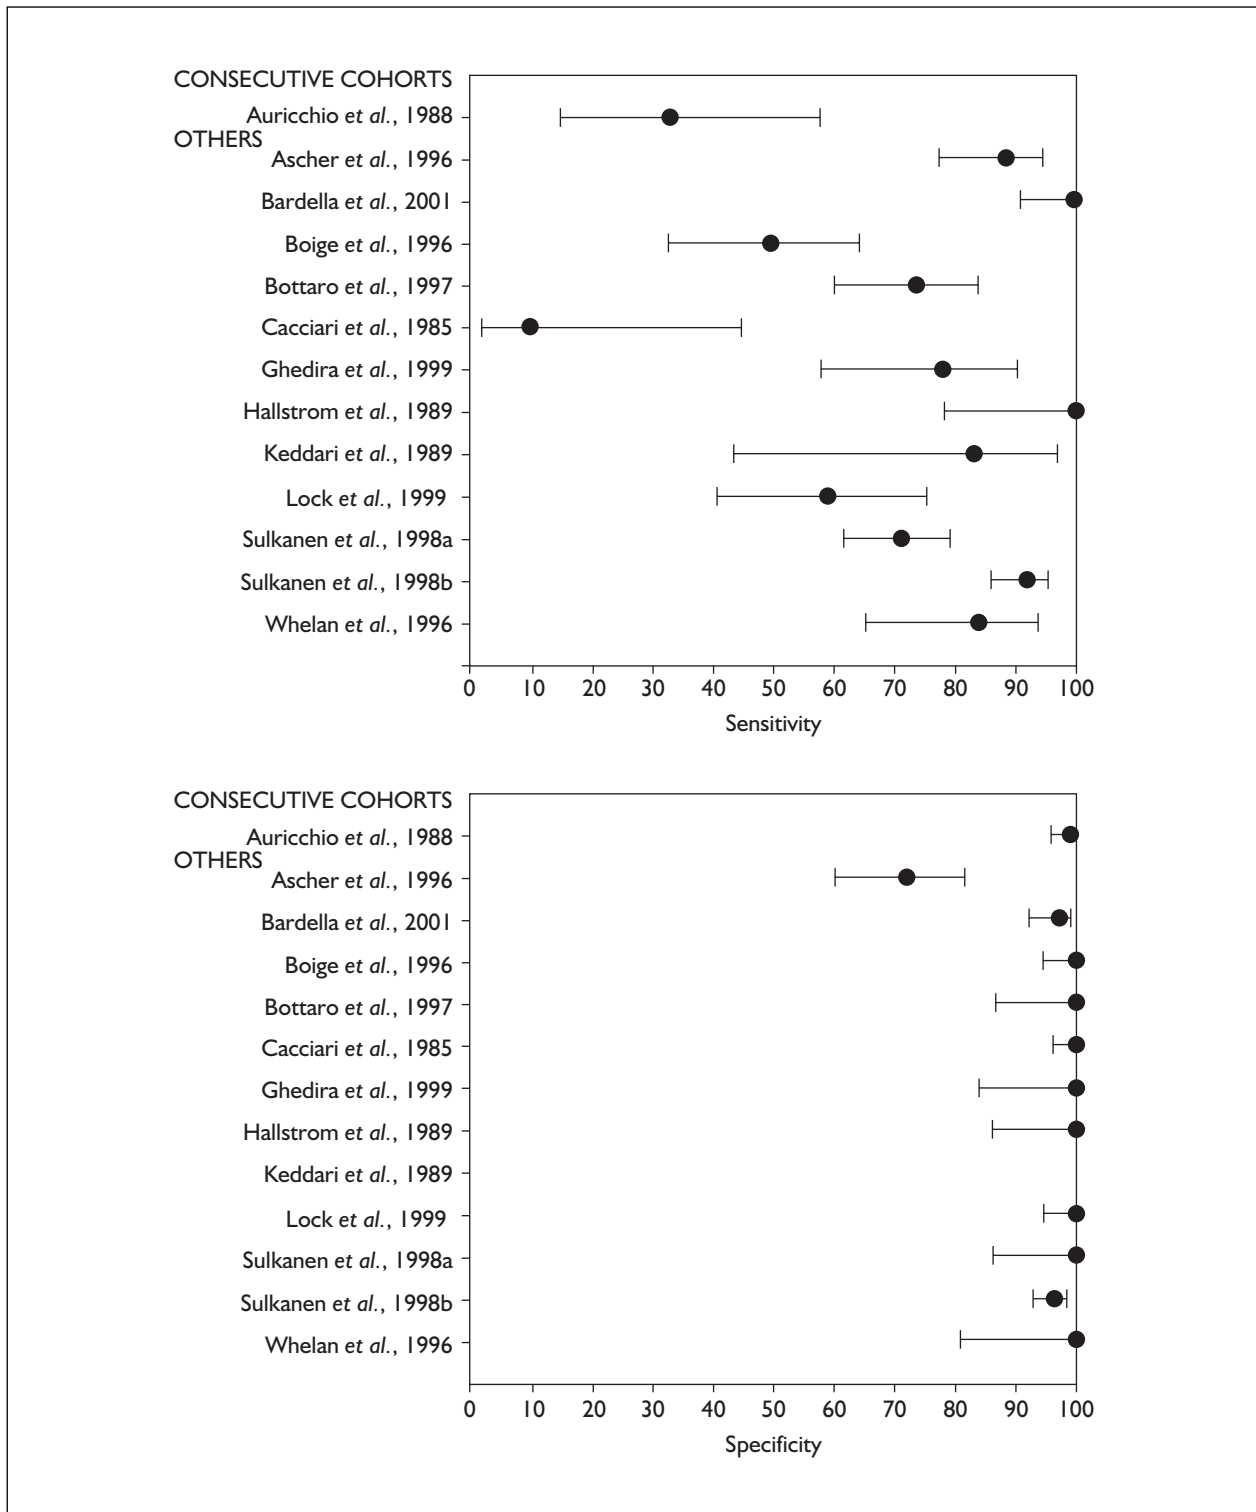 CONSECUTIVE COHORTS
Auricchio et al., 1988
OTHERS
Ascher et al., 1996
Bardella et al., 2001
Boige et al., 1996
Bottaro et al., 1997
Cacciari et al., 1985
Ghedira et al., 1999
Hallstrom et al., 1989
Keddari et al., 1989
Lock et al., 1999
Sulkanen et al., 1998a
Sulkanen et al., 1998b
Whelan et al., 1996
0 10 20 30 40 50 60 70 80 90 100
Sensitivity
CONSECUTIVE COHORTS
Auricchio et al., 1988
OTHERS
Ascher et al., 1996
Bardella et al., 2001
Boige et al., 1996
Bottaro et al., 1997
Cacciari et al., 1985
Ghedira et al., 1999
Hallstrom et al., 1989
Keddari et al., 1989
Lock et al., 1999
Sulkanen et al., 1998a
Sulkanen et al., 1998b
Whelan et al., 1996
0 10 20 30 40 50 60 70 80 90 100
Specificity